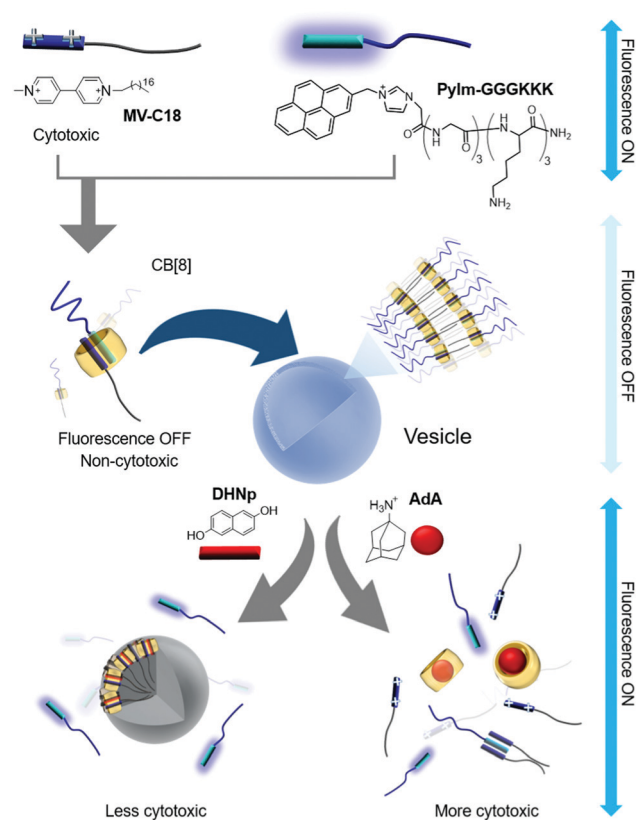 Fluorescence ON
16
N
+
N
+
MV-C18
Cytotoxic
N
+
N
PyIm-GGGKKK
O
H
N
O
3
H
N
O
NH₂
3
NH₂
CB[8]
Fluorescence OFF
Non-cytotoxic
Vesicle
Fluorescence OFF
DHNp
OH
HO
H₃N⁺
AdA
Less cytotoxic
More cytotoxic
Fluorescence ON